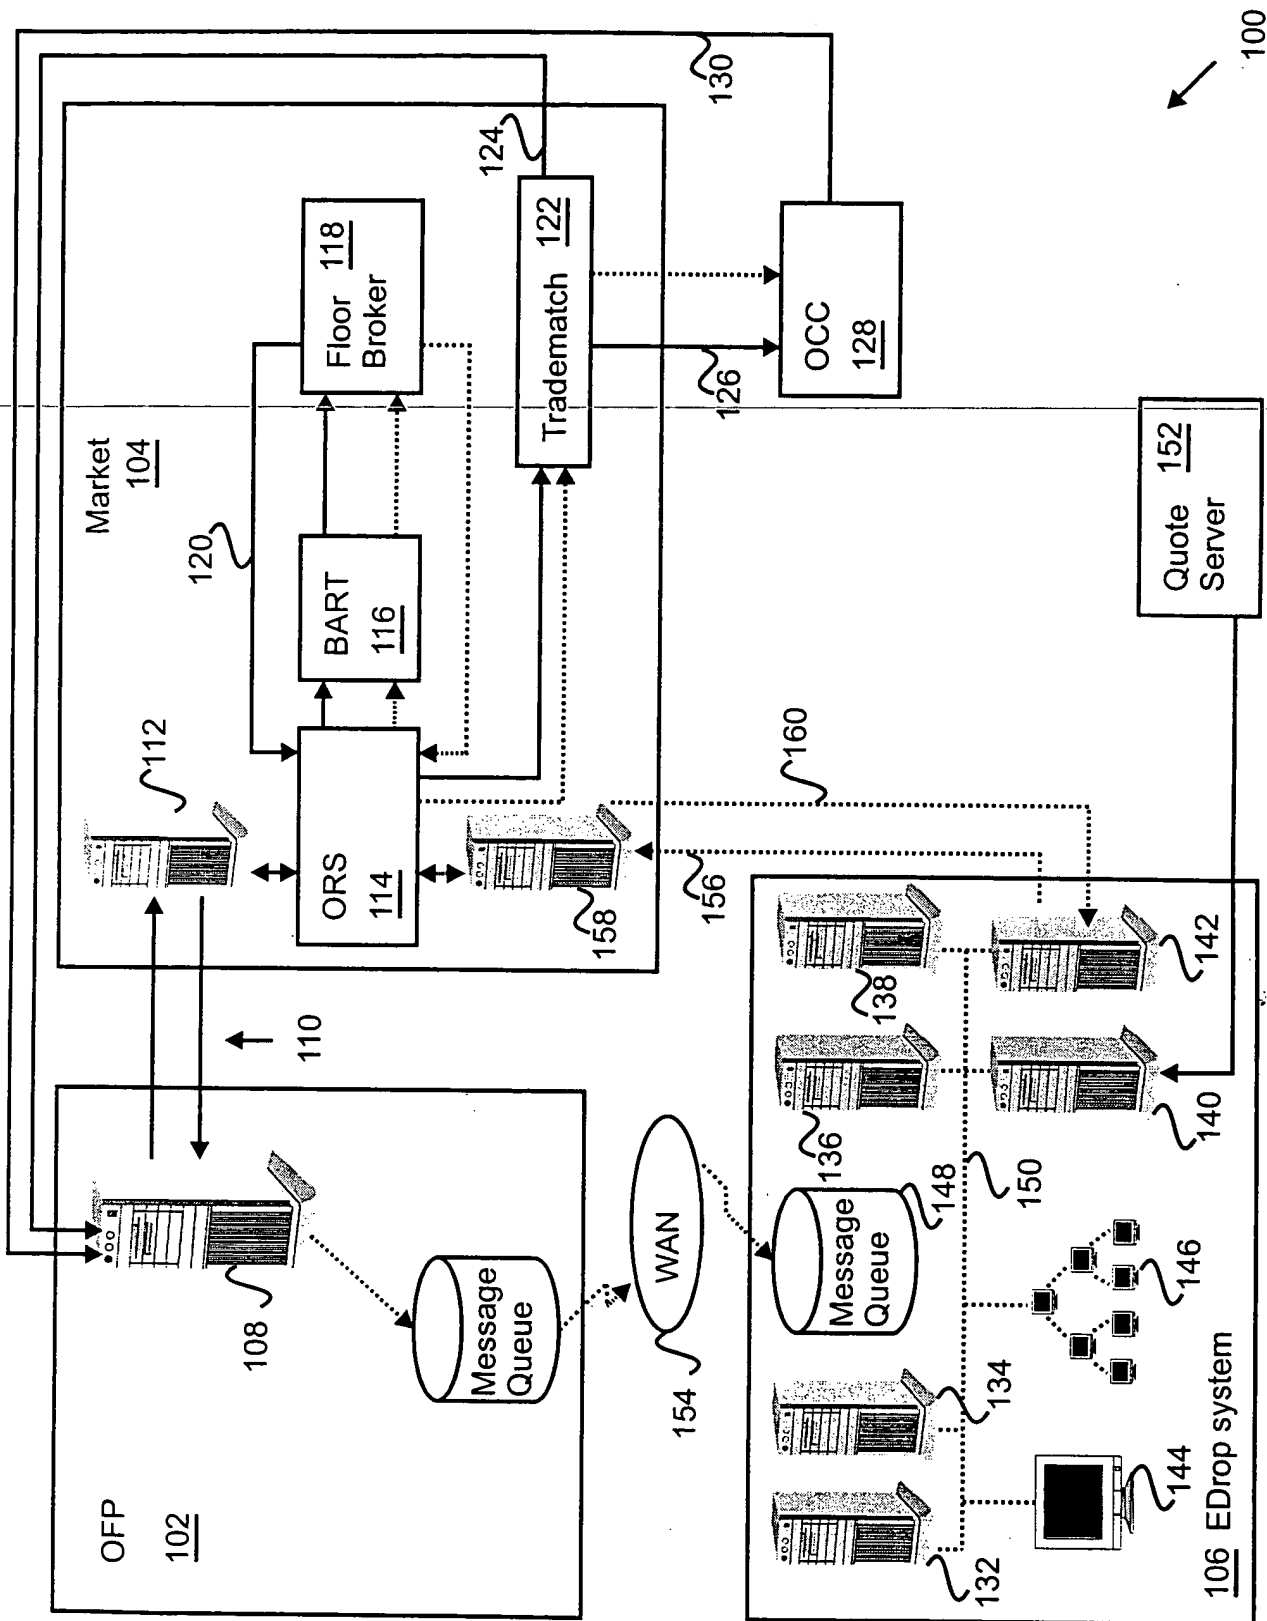 100
OFP
102
108
Message
Queue
110
Market
104
112
ORS
114
BART
116
Floor
Broker
118
120
Tradematch 122
124
126
130
OCC
128
158
156
160
WAN
154
Quote
Server
152
106 EDrop system
132
134
Message
Queue
148
136
138
140
142
144
146
150